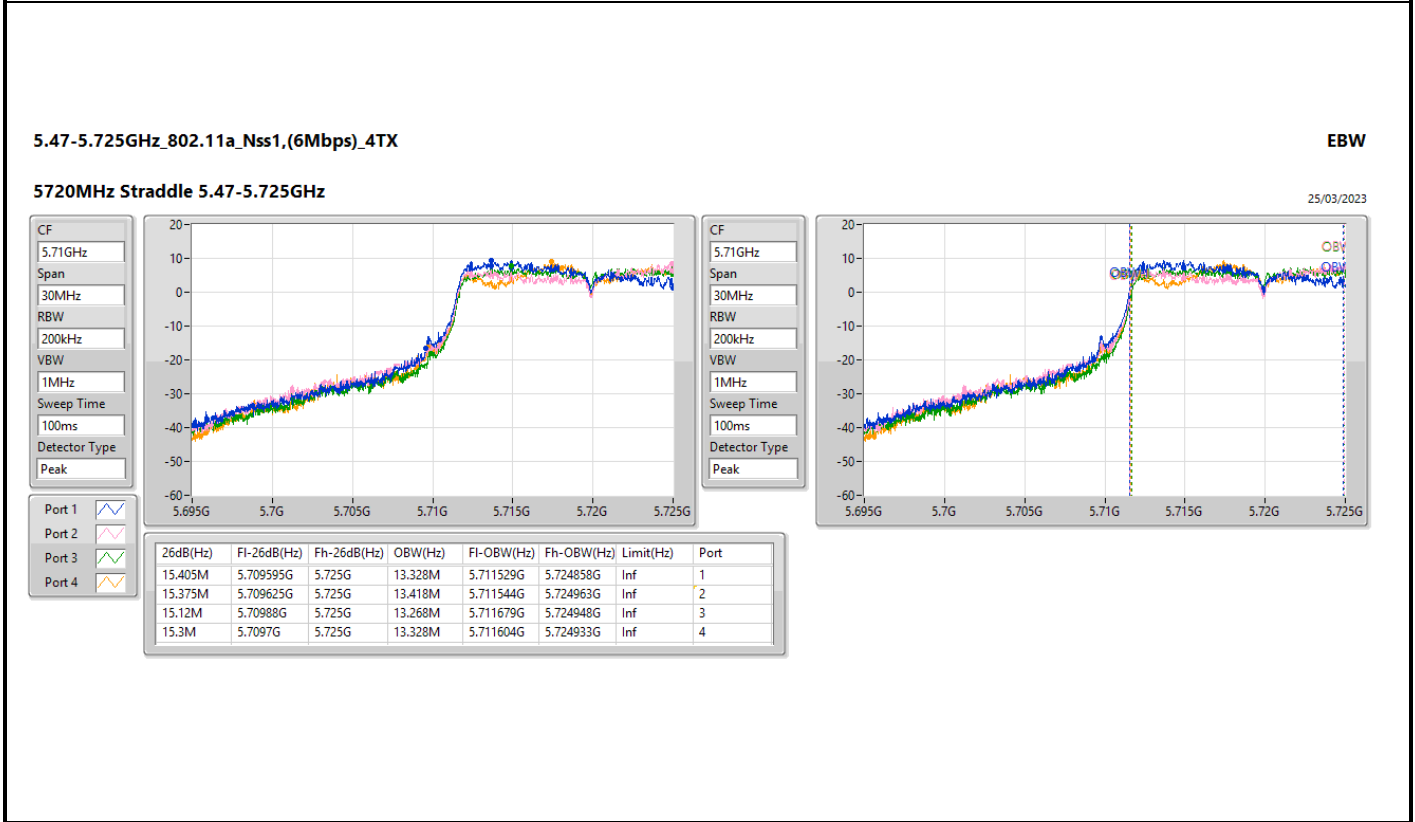 5.47-5.725GHz_802.11a_Nss1,(6Mbps)_4TX
EBW
5720MHz Straddle 5.47-5.725GHz
25/03/2023
CF
5.71GHz
Span
30MHz
RBW
200kHz
VBW
1MHz
Sweep Time
100ms
Detector Type
Peak
20
10
0
-10
-20
-30
-40
-50
-60
5.695G 5.7G 5.705G 5.71G 5.715G 5.72G 5.725G
CF
5.71GHz
Span
30MHz
RBW
200kHz
VBW
1MHz
Sweep Time
100ms
Detector Type
Peak
20
10
0
-10
-20
-30
-40
-50
-60
5.695G 5.7G 5.705G 5.71G 5.715G 5.72G 5.725G
Port 1
Port 2
Port 3
Port 4
26dB(Hz) Fl-26dB(Hz) Fh-26dB(Hz) OBW(Hz) Fl-OBW(Hz) Fh-OBW(Hz) Limit(Hz) Port
15.405M 5.709595G 5.725G 13.328M 5.711529G 5.724858G Inf 1
15.375M 5.709625G 5.725G 13.418M 5.711544G 5.724963G Inf 2
15.12M 5.70988G 5.725G 13.268M 5.711679G 5.724948G Inf 3
15.3M 5.7097G 5.725G 13.328M 5.711604G 5.724933G Inf 4